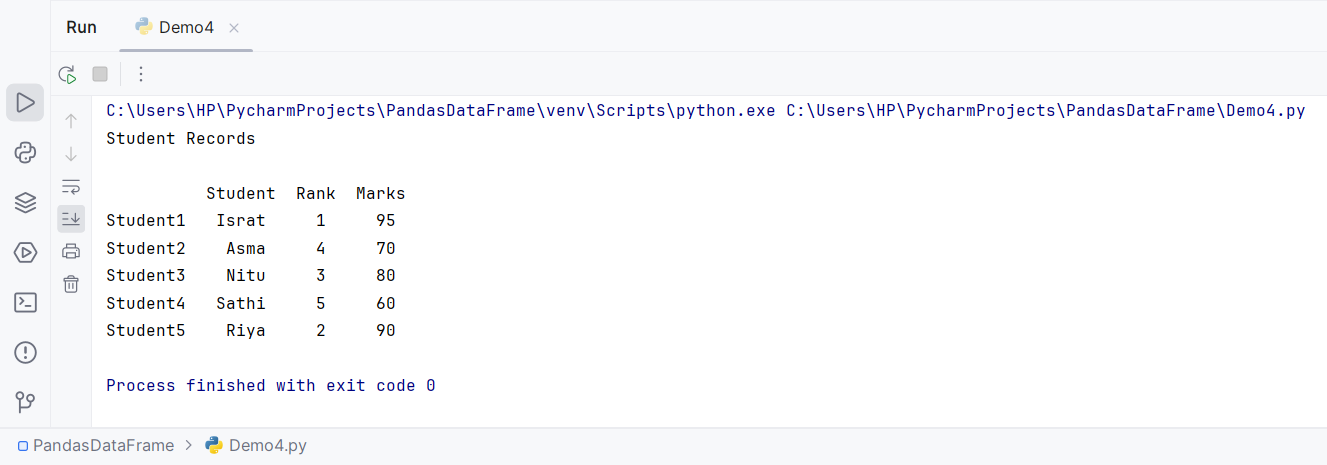 Run Demo4
C:\Users\HP\PycharmProjects\PandasDataFrame\venv\Scripts\python.exe C:\Users\HP\PycharmProjects\PandasDataFrame\Demo4.py
Student Records
Student Rank Marks
Student1 Israt 1 95
Student2 Asma 4 70
Student3 Nitu 3 80
Student4 Sathi 5 60
Student5 Riya 2 90
Process finished with exit code 0
PandasDataFrame > Demo4.py